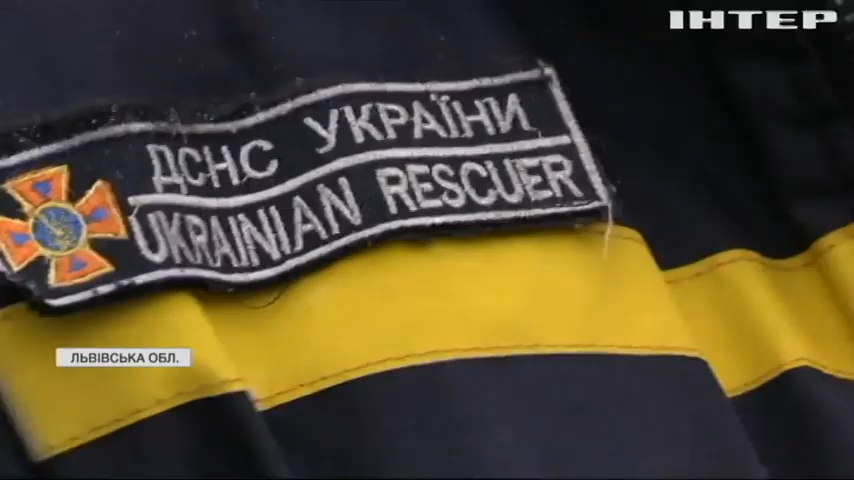 ІНТЕР
ДСНС УКРАЇНИ
UKRAINIAN RESCUER
ЛЬВІВСЬКА ОБЛ.